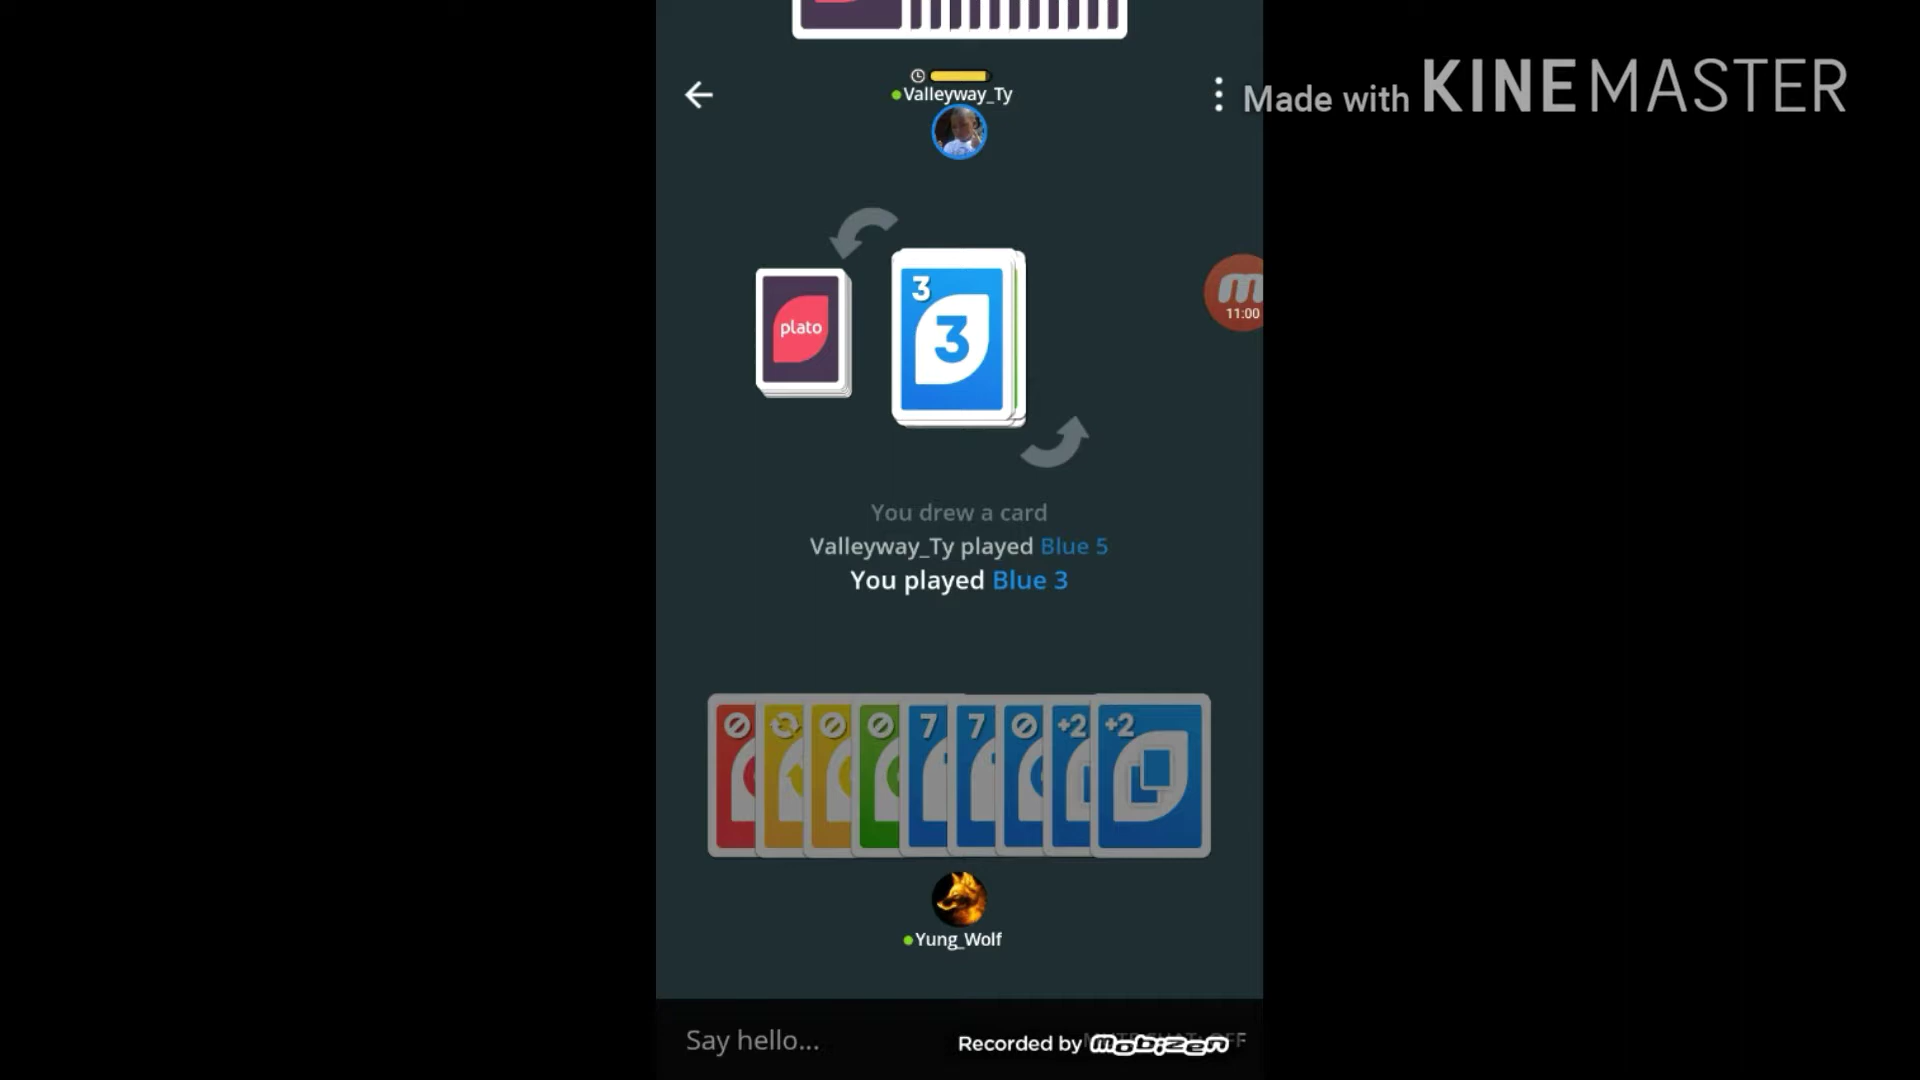 Valleyway_Ty
Made with KINEMASTER
3
3
plato
11:00
You drew a card
Valleyway_Ty played Blue 5
You played Blue 3
7 7 +2 +2
Yung_Wolf
Say hello...
Recorded by mobizen